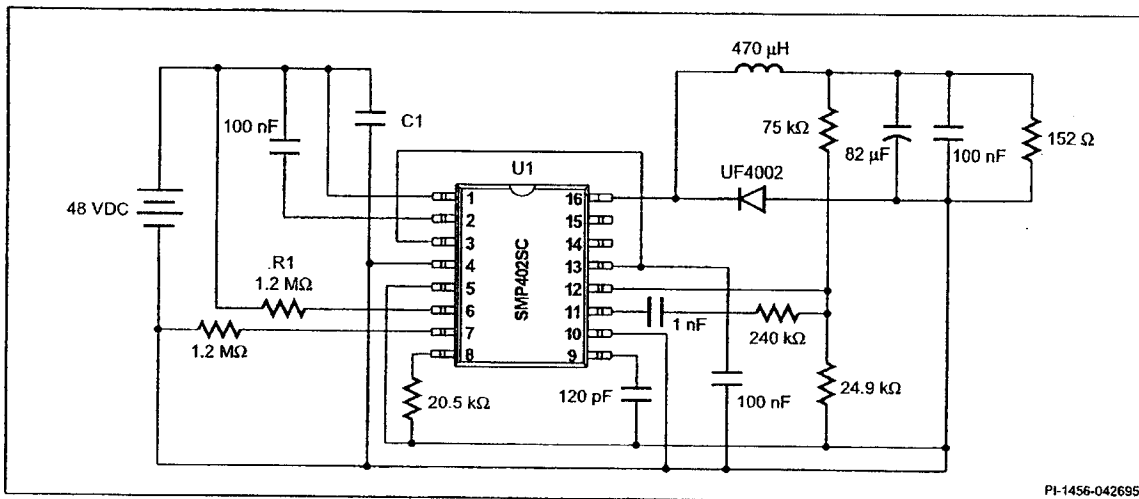 470 µH
C1
100 nF
75 kΩ
82 µF
100 nF
152 Ω
U1
UF4002
48 VDC
1
2
3
4
5
6
7
8
SMP402SC
16
15
14
13
12
11
10
9
.R1
1.2 MΩ
1.2 MΩ
1 nF
240 kΩ
20.5 kΩ
120 pF
100 nF
24.9 kΩ
PI-1456-042695